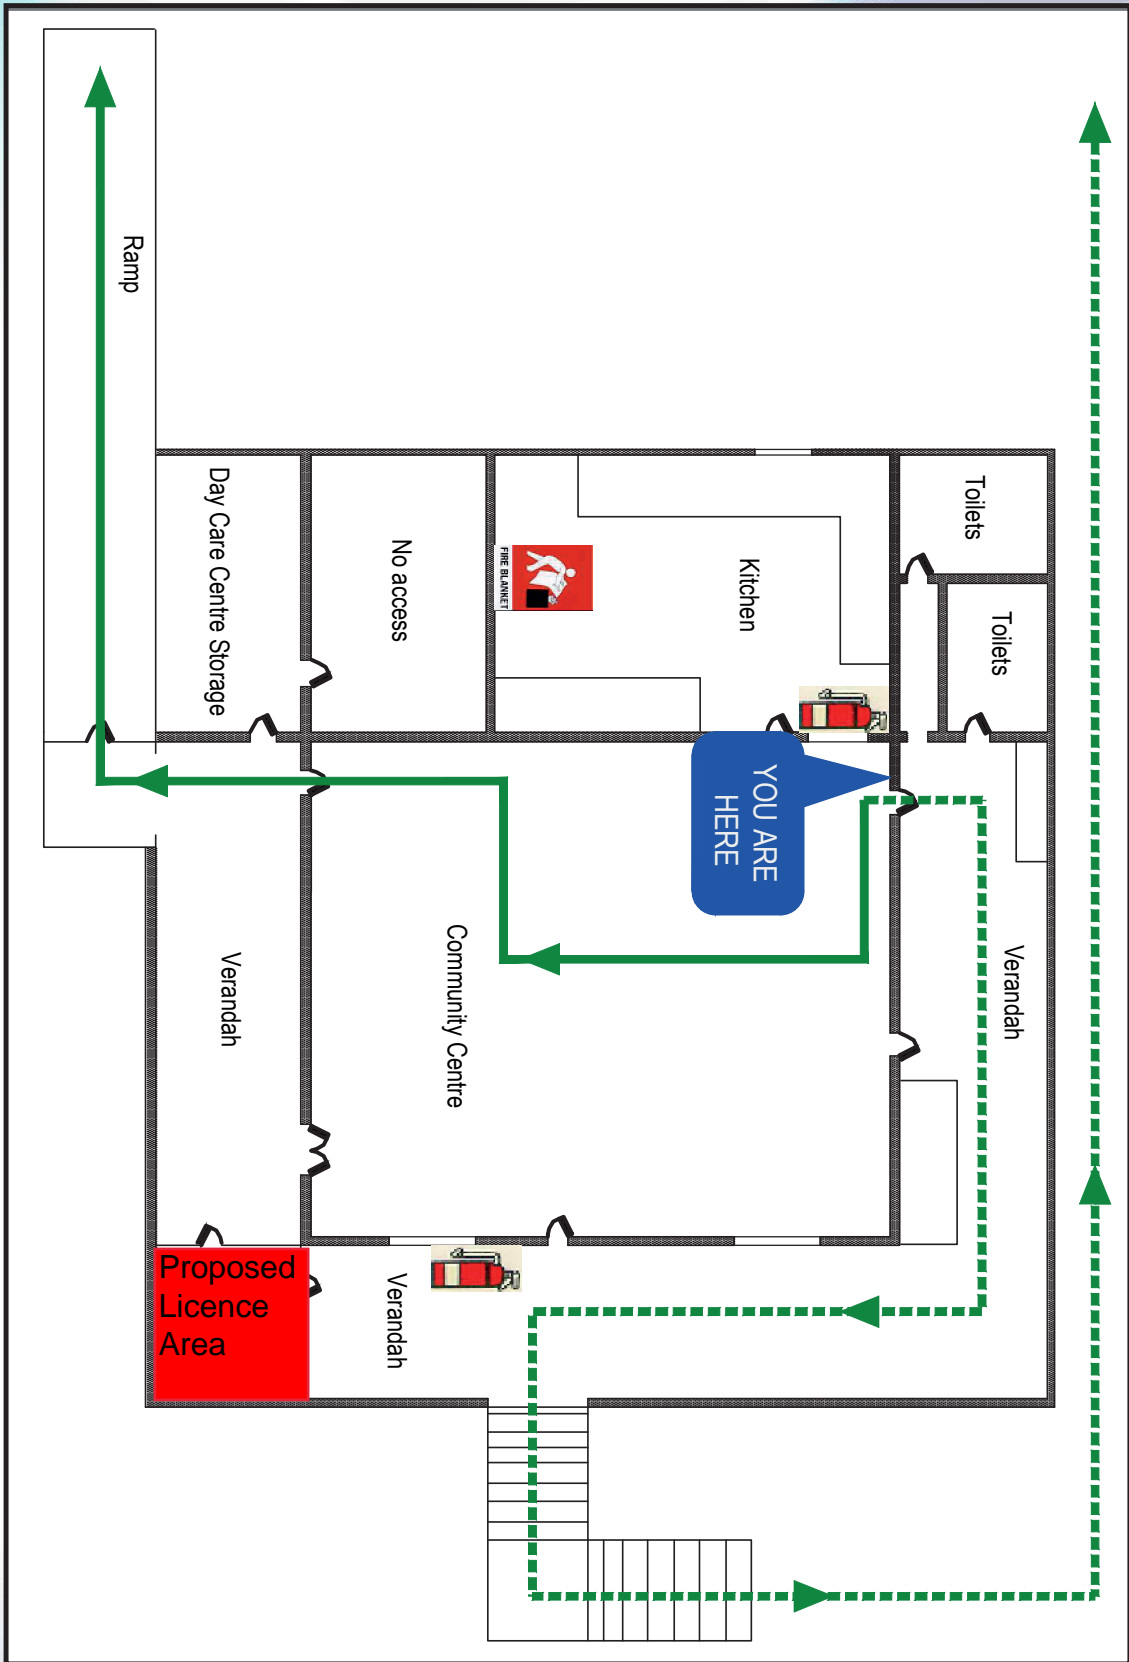 Ramp
Day Care Centre Storage
No access
FIRE BLANKET
Kitchen
Toilets
Toilets
YOU ARE
HERE
Verandah
Community Centre
Verandah
Proposed
Licence
Area
Verandah